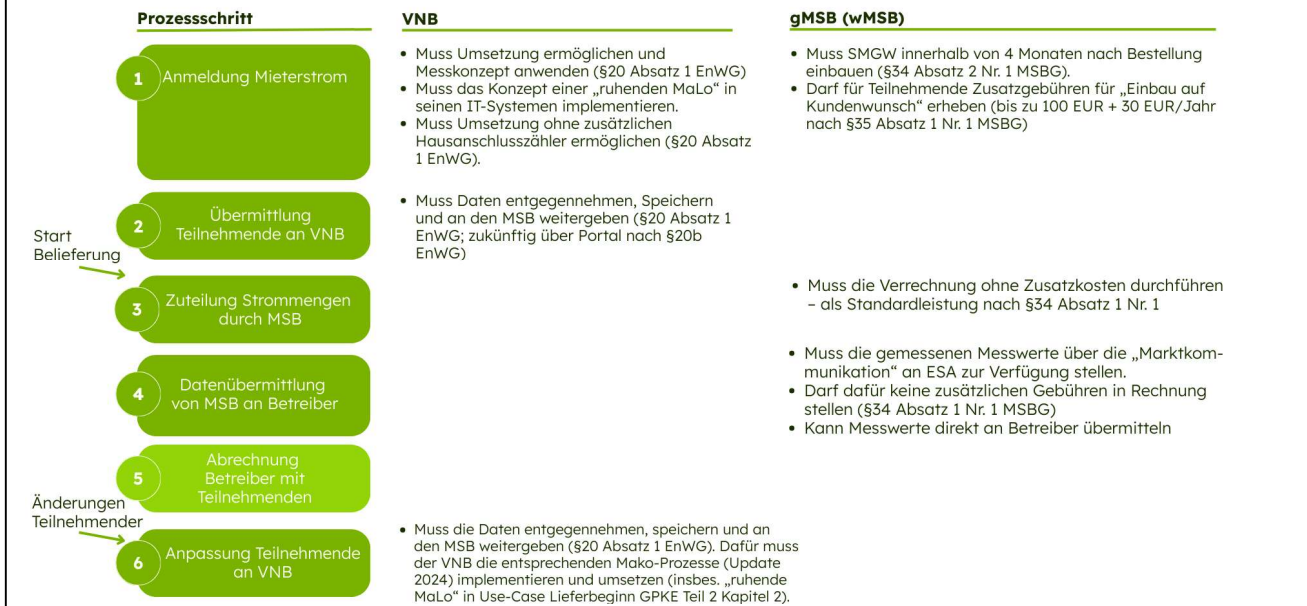 Prozessschritt
VNB
gMSB (wMSB)
1
Anmeldung Mieterstrom
• Muss Umsetzung ermöglichen und
Messkonzept anwenden (§20 Absatz 1 EnWG)
• Muss das Konzept einer „ruhenden MaLo“ in
seinen IT-Systemen implementieren.
• Muss Umsetzung ohne zusätzlichen
Hausanschlusszähler ermöglichen (§20 Absatz
1 EnWG).
• Muss SMGW innerhalb von 4 Monaten nach Bestellung
einbauen (§34 Absatz 2 Nr. 1 MSBG).
• Darf für Teilnehmende Zusatzgebühren für „Einbau auf
Kundenwunsch“ erheben (bis zu 100 EUR + 30 EUR/Jahr
nach §35 Absatz 1 Nr. 1 MSBG)
2
Übermittlung
Teilnehmende an VNB
• Muss Daten entgegennehmen, Speichern
und an den MSB weitergeben (§20 Absatz 1
EnWG; zukünftig über Portal nach §20b
EnWG)
Start
Belieferung
3
Zuteilung Strommengen
durch MSB
• Muss die Verrechnung ohne Zusatzkosten durchführen
– als Standardleistung nach §34 Absatz 1 Nr. 1
4
Datenübermittlung
von MSB an Betreiber
• Muss die gemessenen Messwerte über die „Marktkom-
munikation“ an ESA zur Verfügung stellen.
• Darf dafür keine zusätzlichen Gebühren in Rechnung
stellen (§34 Absatz 1 Nr. 1 MSBG)
• Kann Messwerte direkt an Betreiber übermitteln
5
Abrechnung
Betreiber mit
Teilnehmenden
Änderungen
Teilnehmender
6
Anpassung Teilnehmende
an VNB
• Muss die Daten entgegennehmen, speichern und an
den MSB weitergeben (§20 Absatz 1 EnWG). Dafür muss
der VNB die entsprechenden Mako-Prozesse (Update
2024) implementieren und umsetzen (insbes. „ruhende
MaLo“ in Use-Case Lieferbeginn GPKE Teil 2 Kapitel 2).